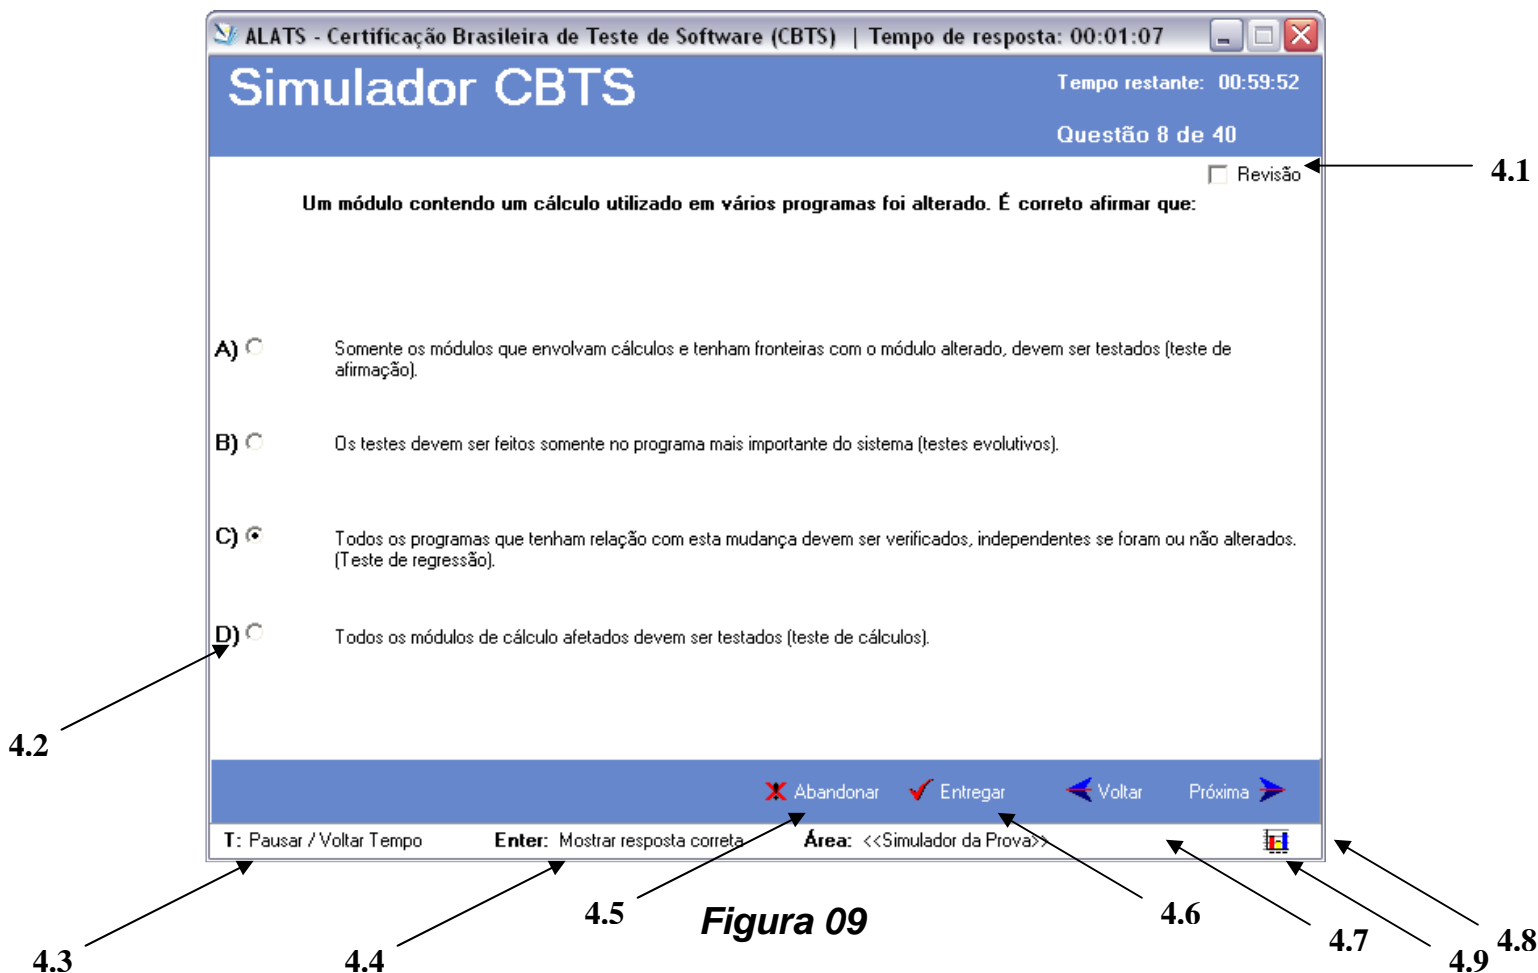 ALATS - Certificação Brasileira de Teste de Software (CBTS) | Tempo de resposta: 00:01:07
Simulador CBTS
Tempo restante: 00:59:52
Questão 8 de 40
Revisão
4.1
Um módulo contendo um cálculo utilizado em vários programas foi alterado. É correto afirmar que:
A) Somente os módulos que envolvam cálculos e tenham fronteiras com o módulo alterado, devem ser testados (teste de
afirmação).
B) Os testes devem ser feitos somente no programa mais importante do sistema (testes evolutivos).
C) Todos os programas que tenham relação com esta mudança devem ser verificados, independentes se foram ou não alterados.
(Teste de regressão).
D) Todos os módulos de cálculo afetados devem ser testados (teste de cálculos).
4.2
Abandonar Entregar Voltar Próxima
T: Pausar / Voltar Tempo Enter: Mostrar resposta correta Área: <<Simulador da Prova>>
4.5 Figura 09 4.6
4.3 4.4 4.7 4.9 4.8